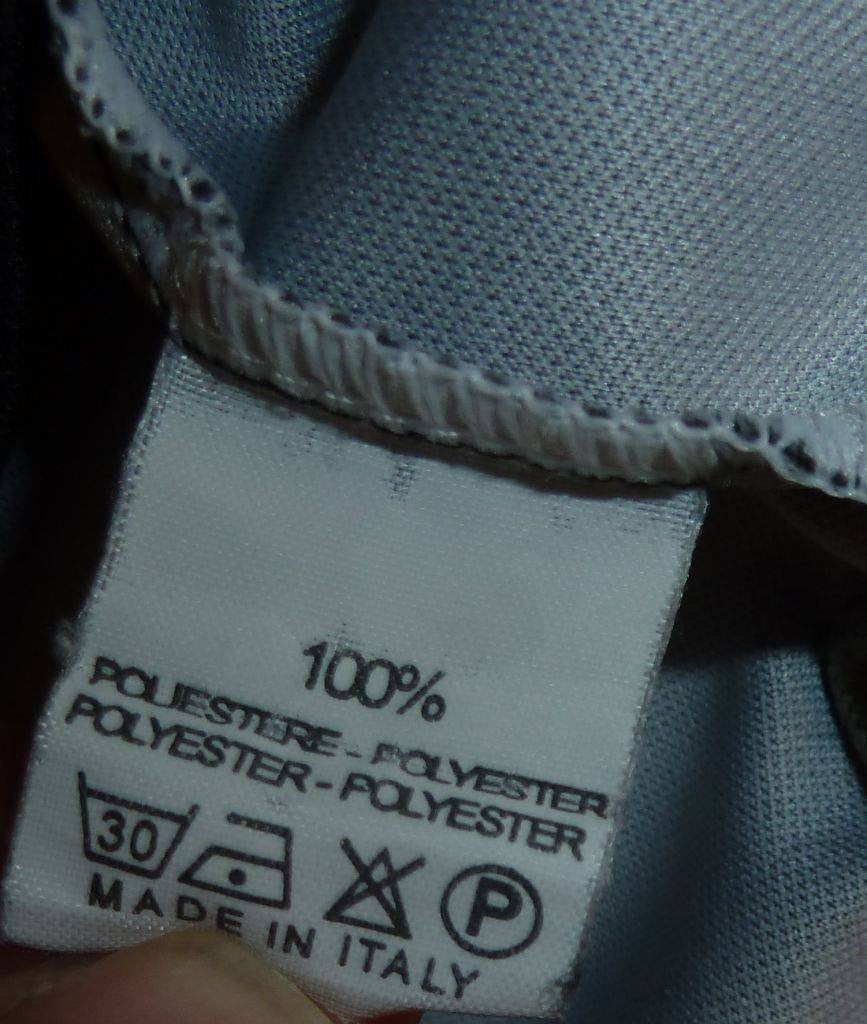 100%
POLIESTERE - POLYESTER
POLYESTER - POLYESTER
30 P
MADE IN ITALY